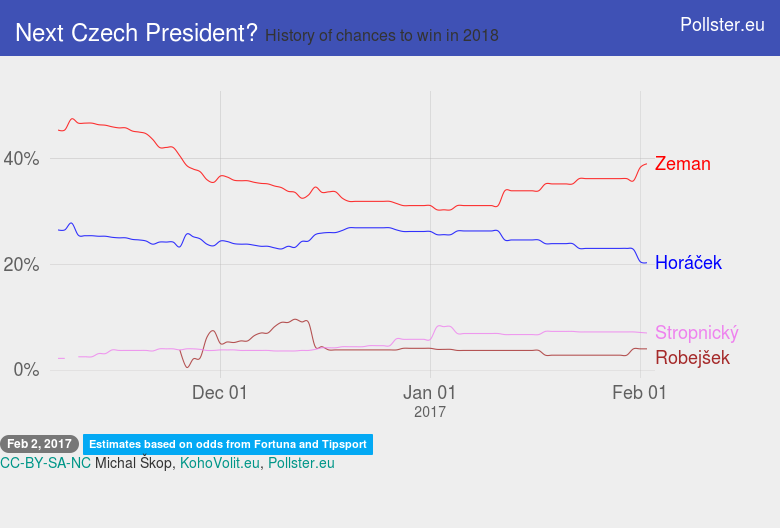 Next Czech President? History of chances to win in 2018
Pollster.eu
40%
20%
0%
Zeman
Horáček
Stropnický
Robejšek
Dec 01
Jan 01
Feb 01
2017
Feb 2, 2017 Estimates based on odds from Fortuna and Tipsport
CC-BY-SA-NC Michal Škop, KohoVolit.eu, Pollster.eu